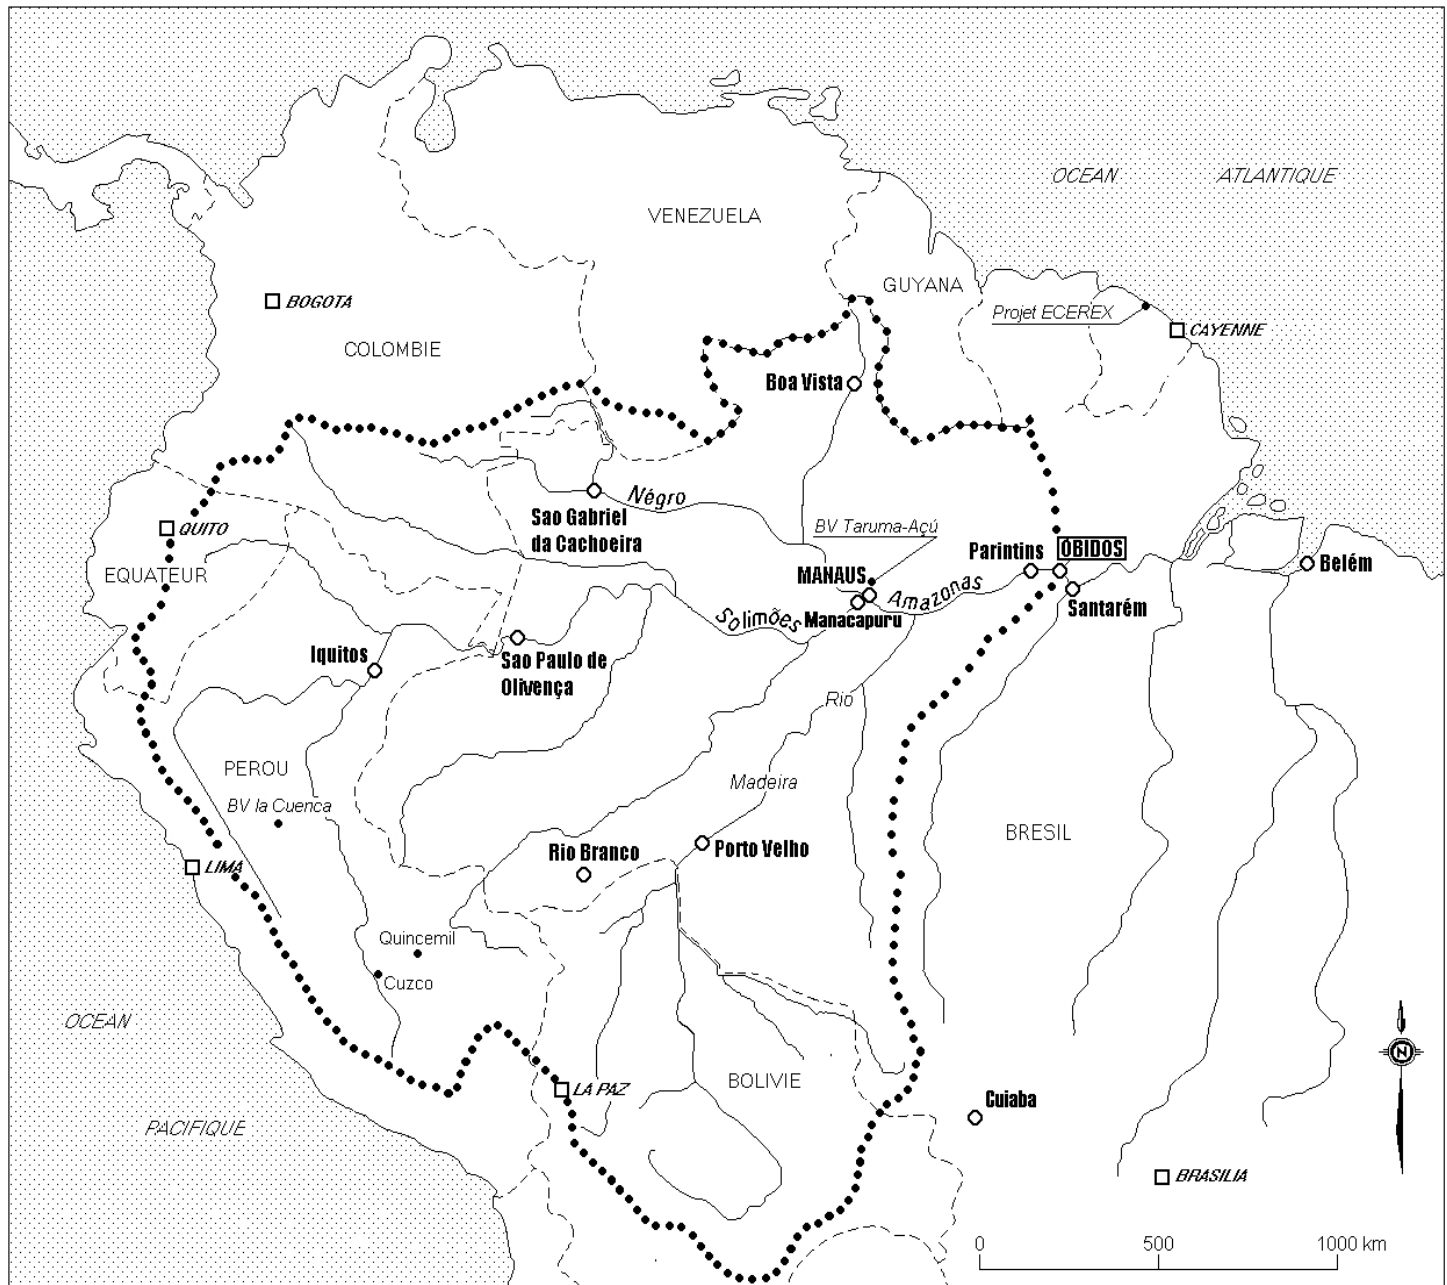 OCEAN ATLANTIQUE
VENEZUELA
GUYANA
BOGOTA
Projet ECEREX
CAYENNE
COLOMBIE
Boa Vista
Négro
Sao Gabriel
da Cachoeira
QUITO
BV Taruma-Açú
Parintins
OBIDOS
Belém
EQUATEUR
MANAUS
Amazonas
Santarém
Solimões
Manacapuru
Iquitos
Sao Paulo de
Olivença
Rio
PEROU
Madeira
BV la Cuenca
BRESIL
Rio Branco
Porto Velho
LIMA
Quincemil
Cuzco
OCEAN
N
LA PAZ
BOLIVIE
Cuiaba
PACIFIQUE
BRASILIA
0 500 1000 km